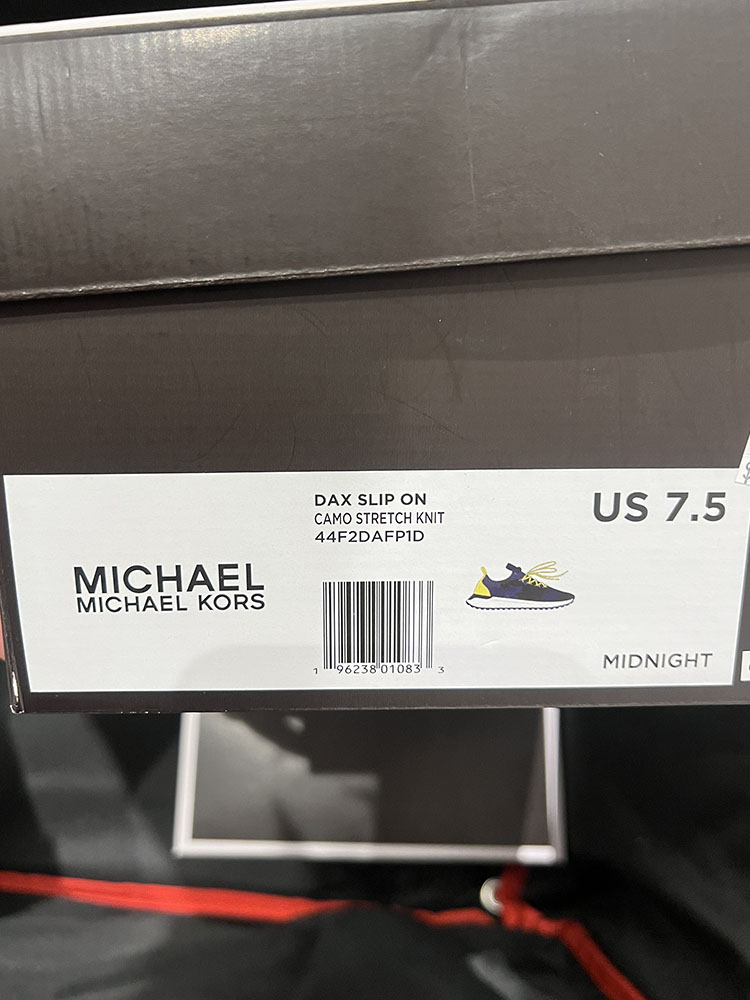 DAX SLIP ON
CAMO STRETCH KNIT
44F2DAFP1D
US 7.5
MICHAEL
MICHAEL KORS
1 96238 01083 3
MIDNIGHT